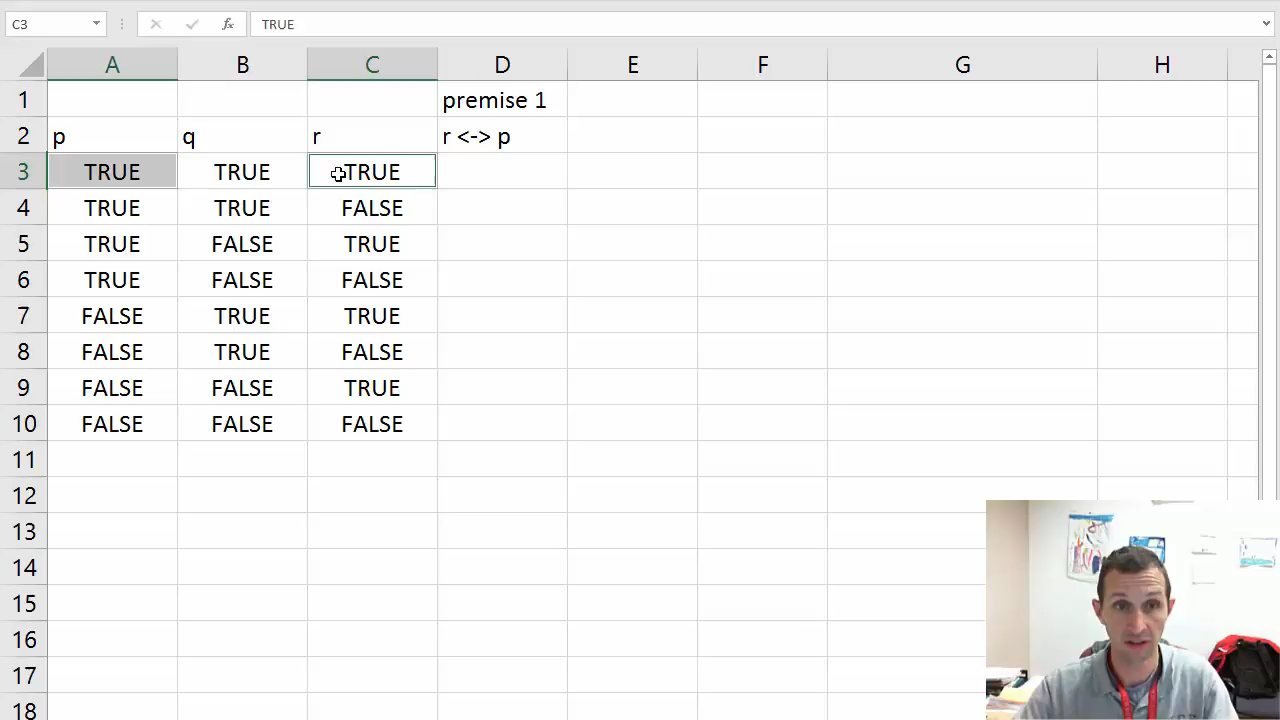 C3 fx TRUE
A B C D E F G H
1 premise 1
2 p q r r <-> p
3 TRUE TRUE TRUE
4 TRUE TRUE FALSE
5 TRUE FALSE TRUE
6 TRUE FALSE FALSE
7 FALSE TRUE TRUE
8 FALSE TRUE FALSE
9 FALSE FALSE TRUE
10 FALSE FALSE FALSE
11
12
13
14
15
16
17
18